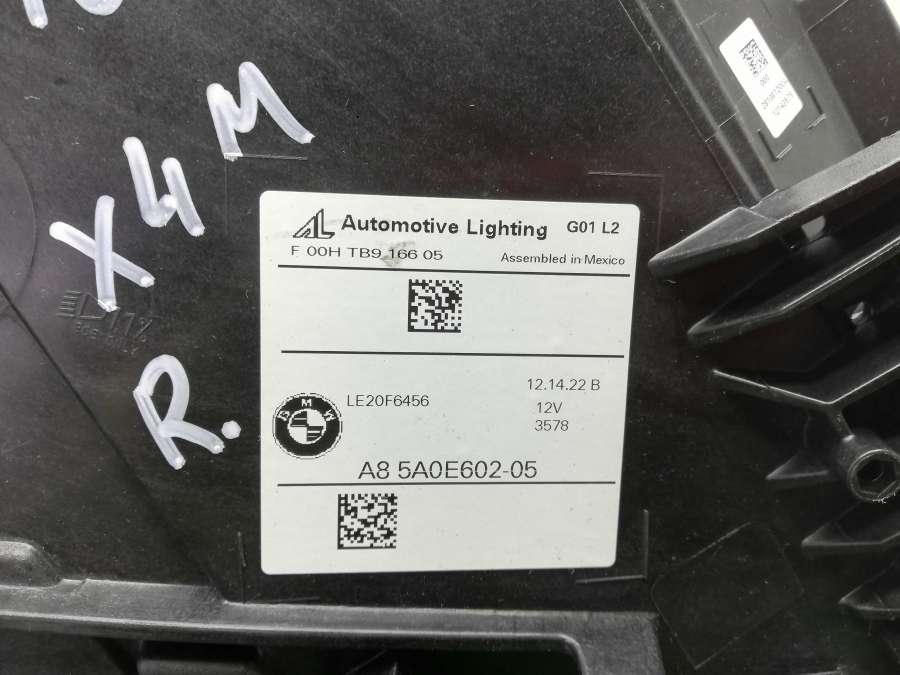 X4M
R.
Automotive Lighting G01 L2
F 00H TB9 166 05 Assembled in Mexico
BMW
LE20F6456
12.14.22 B
12V
3578
A8 5A0E602-05